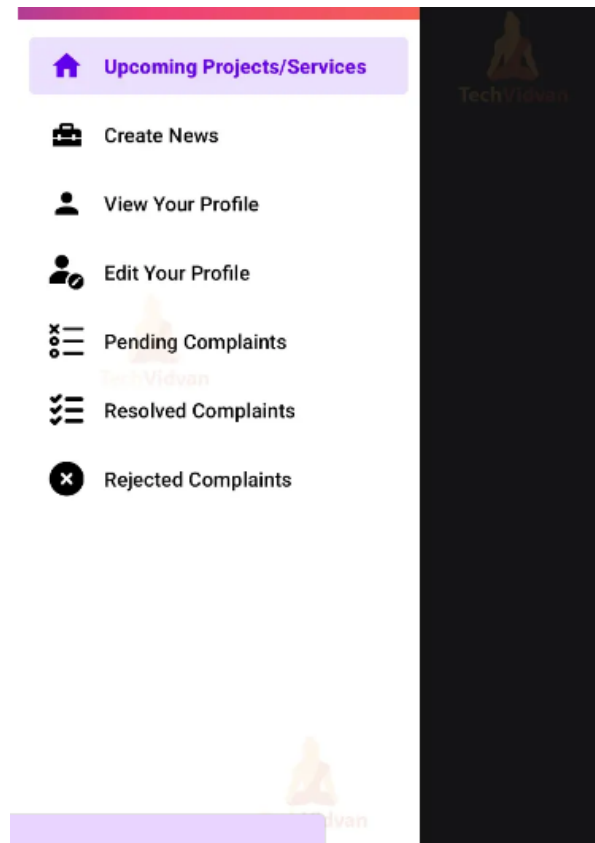 TechVidvan
Upcoming Projects/Services
Create News
View Your Profile
Edit Your Profile
Pending Complaints
TechVidvan
Resolved Complaints
Rejected Complaints
dvan